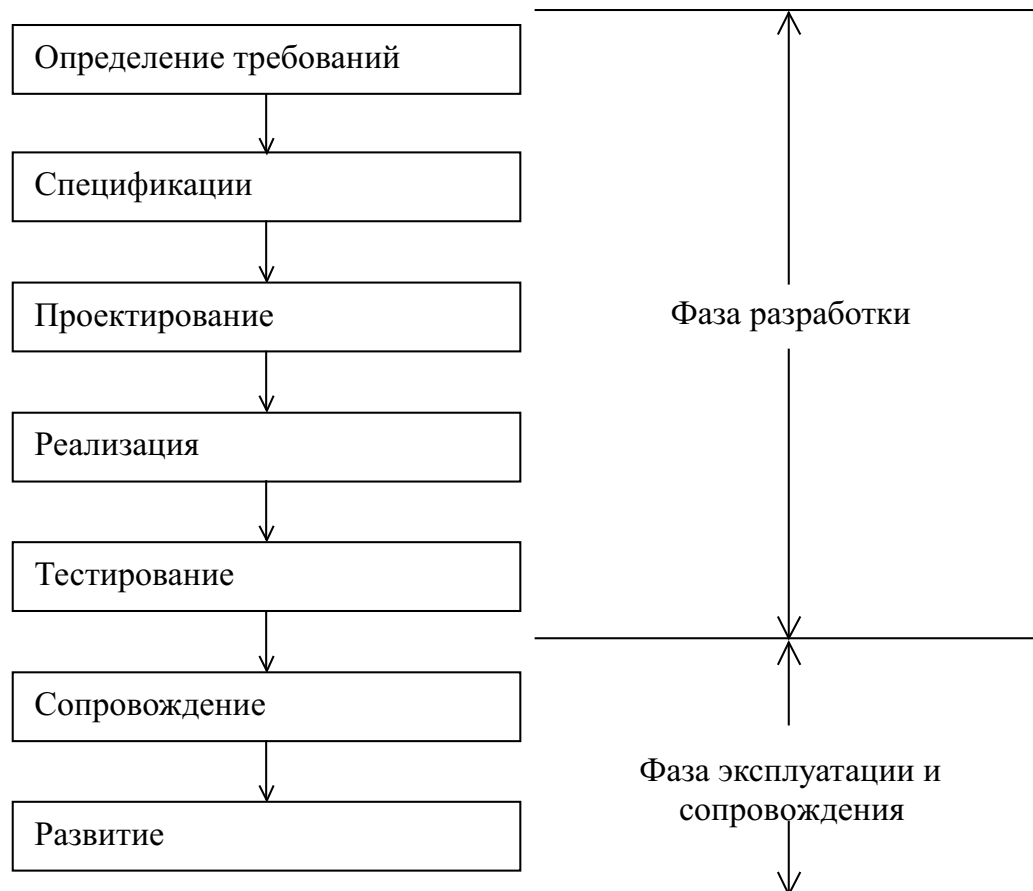 Определение требований
Спецификации
Проектирование
Фаза разработки
Реализация
Тестирование
Сопровождение
Фаза эксплуатации и
сопровождения
Развитие